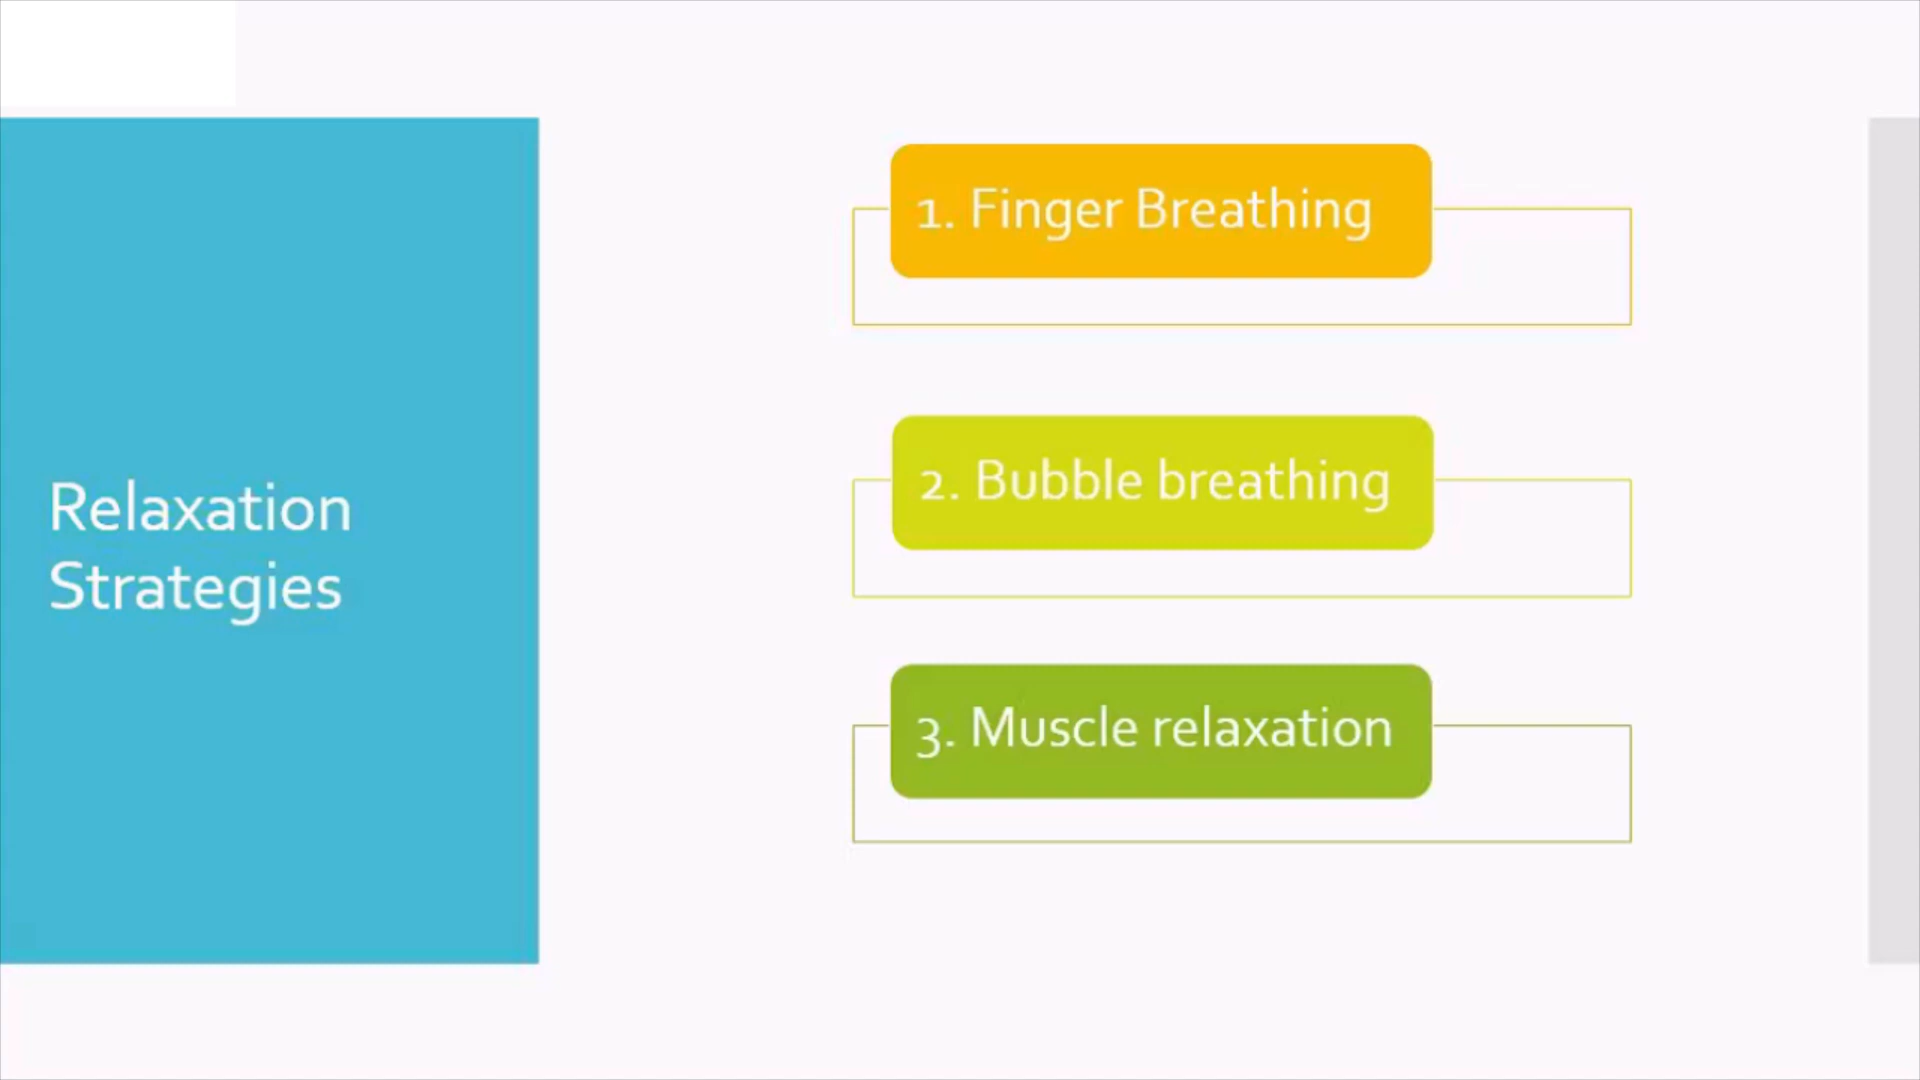 Relaxation
Strategies
1. Finger Breathing
2. Bubble breathing
3. Muscle relaxation